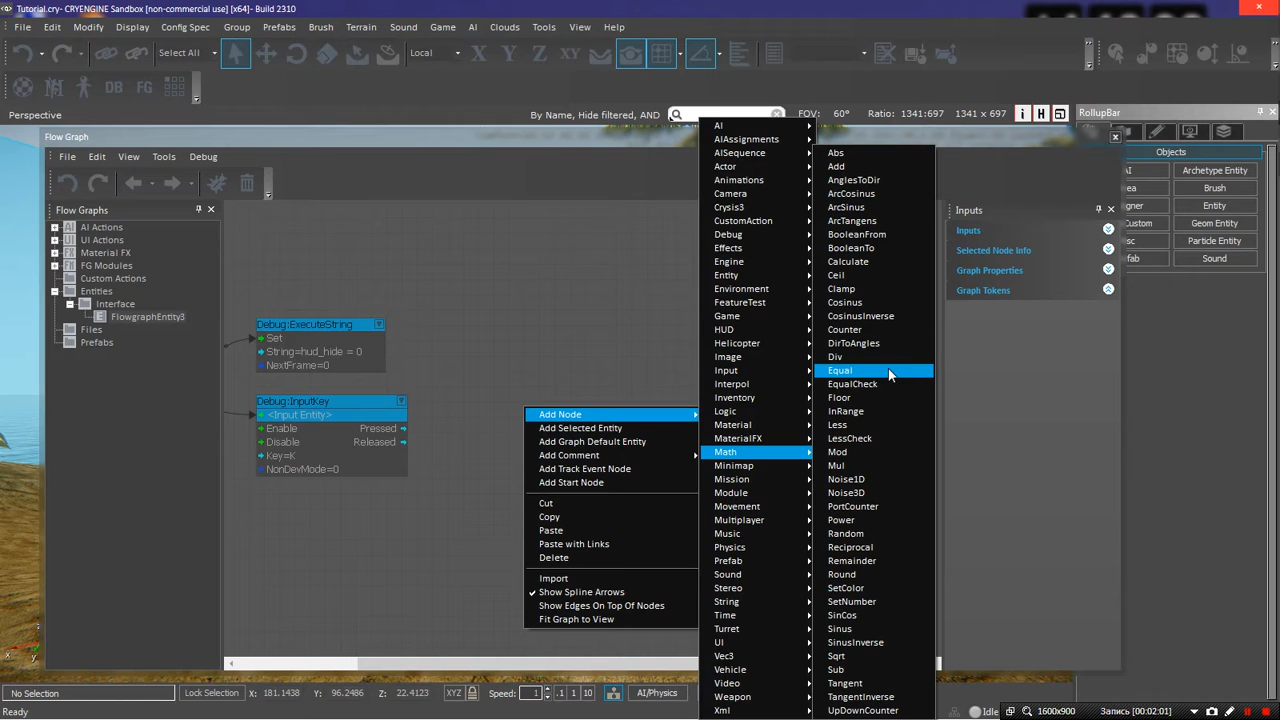 Tutorial.cry- CRYENGINE Sandbox [non-commercial use] [x64]- Build 2310
File Edit Modify Display Config Spec Group Prefabs Terrain Sound Game AI Clouds Tools View Help
Select All Local XY
DB FG
Perspective By Name, Hide filtered, AND FOV: 60° Ratio: 1341:697 1341 x 697 i H RollupBar
Flow Graph
File Edit View Tools Debug
Flow Graphs
AI Actions
UI Actions
Material FX
FG Modules
Custom Actions
Entities
Interface
FlowgraphEntity3
Files
Prefabs
Debug:ExecuteString
Set
String=hud_hide = 0
NextFrame=0
Debug:InputKey
<Input Entity>
Enable Pressed
Disable Released
Key=K
NonDevMode=0
Add Node
Add Selected Entity
Add Graph Default Entity
Add Comment
Add Track Event Node
Add Start Node
Cut
Copy
Paste
Paste with Links
Delete
Import
Show Spline Arrows
Show Edges On Top Of Nodes
Fit Graph to View
AI
AIAssignments
AISequence
Actor
Animations
Camera
Crysis3
CustomAction
Debug
Effects
Engine
Entity
Environment
FeatureTest
Game
HUD
Helicopter
Image
Input
Interpol
Inventory
Logic
Material
MaterialFX
Math
Minimap
Mission
Module
Movement
Multiplayer
Music
Physics
Prefab
Sound
Stereo
String
Time
Turret
UI
Vec3
Vehicle
Video
Weapon
Xml
Abs
Add
AnglesToDir
ArcCosinus
ArcSinus
ArcTangens
BooleanFrom
BooleanTo
Calculate
Ceil
Clamp
Cosinus
CosinusInverse
Counter
DirToAngles
Div
Equal
EqualCheck
Floor
InRange
Less
LessCheck
Mod
Mul
Noise1D
Noise3D
PortCounter
Power
Random
Reciprocal
Remainder
Round
SetColor
SetNumber
SinCos
Sinus
SinusInverse
Sqrt
Sub
Tangent
TangentInverse
UpDownCounter
Inputs
Inputs
Selected Node Info
Graph Properties
Graph Tokens
Objects
AI Archetype Entity
Brush
Entity
Geom Entity
Particle Entity
Sound
No Selection Lock Selection X: 181.1438 Y: 96.2486 Z: 22.4123 XYZ Speed: 1 .1 1 10 AI/Physics
Idle 1600x900 Запись [00:02:01]